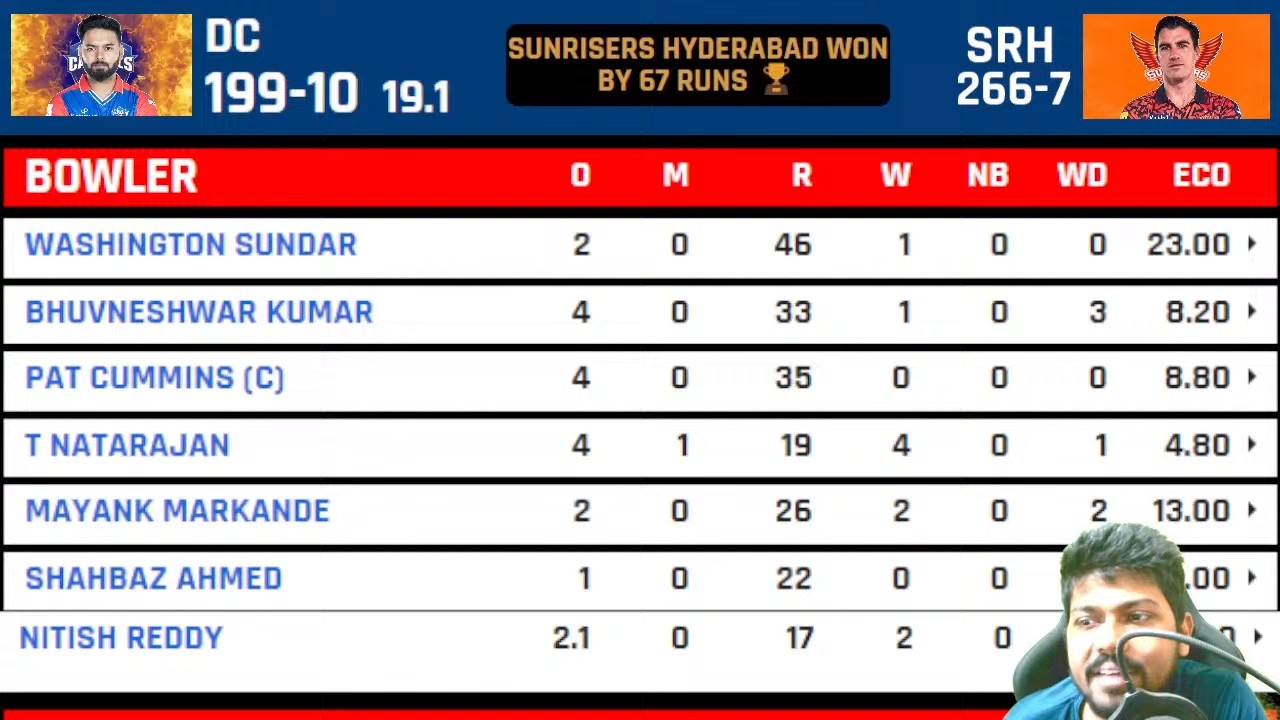 DC
199-10 19.1
SUNRISERS HYDERABAD WON
BY 67 RUNS 🏆
SRH
266-7
BOWLER O M R W NB WD ECO
WASHINGTON SUNDAR 2 0 46 1 0 0 23.00
BHUVNESHWAR KUMAR 4 0 33 1 0 3 8.20
PAT CUMMINS (C) 4 0 35 0 0 0 8.80
T NATARAJAN 4 1 19 4 0 1 4.80
MAYANK MARKANDE 2 0 26 2 0 2 13.00
SHAHBAZ AHMED 1 0 22 0 0 .00
NITISH REDDY 2.1 0 17 2 0